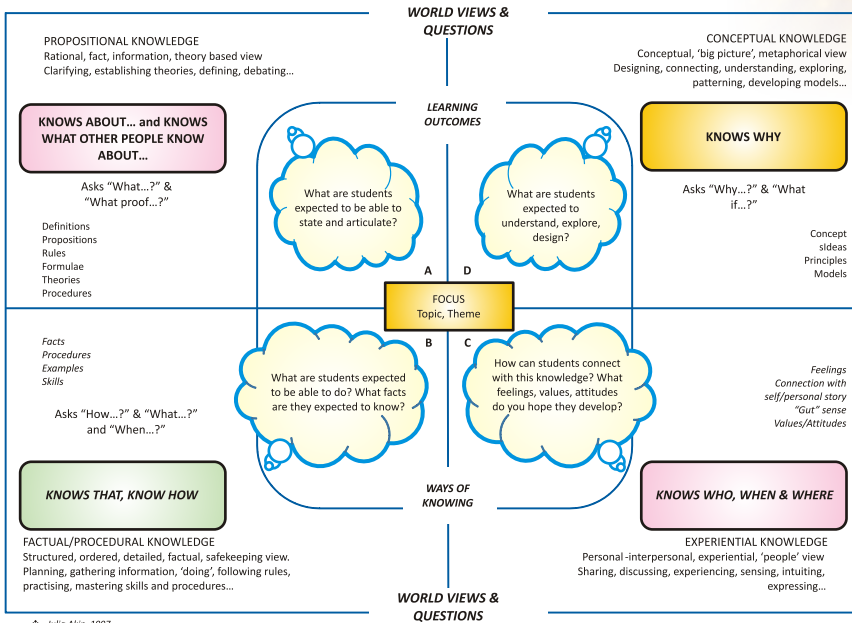 WORLD VIEWS &
QUESTIONS
PROPOSITIONAL KNOWLEDGE
Rational, fact, information, theory based view
Clarifying, establishing theories, defining, debating…
CONCEPTUAL KNOWLEDGE
Conceptual, ‘big picture’, metaphorical view
Designing, connecting, understanding, exploring,
patterning, developing models…
KNOWS ABOUT… and KNOWS
WHAT OTHER PEOPLE KNOW
ABOUT…
LEARNING
OUTCOMES
KNOWS WHY
Asks “What…?” &
“What proof…?”
What are students
expected to be able to
state and articulate?
What are students
expected to
understand, explore,
design?
Asks “Why…?” & “What
if…?”
Definitions
Propositions
Rules
Formulae
Theories
Procedures
Concept
sIdeas
Principles
Models
A D
FOCUS
Topic, Theme
B C
Facts
Procedures
Examples
Skills
Asks “How…?” & “What…?”
and “When…?”
What are students expected
to be able to do? What facts
are they expected to know?
How can students connect
with this knowledge? What
feelings, values, attitudes
do you hope they develop?
Feelings
Connection with
self/personal story
“Gut” sense
Values/Attitudes
KNOWS THAT, KNOW HOW
WAYS OF
KNOWING
KNOWS WHO, WHEN & WHERE
FACTUAL/PROCEDURAL KNOWLEDGE
Structured, ordered, detailed, factual, safekeeping view.
Planning, gathering information, ‘doing’, following rules,
practising, mastering skills and procedures…
EXPERIENTIAL KNOWLEDGE
Personal -interpersonal, experiential, ‘people’ view
Sharing, discussing, experiencing, sensing, intuiting,
expressing…
WORLD VIEWS &
QUESTIONS